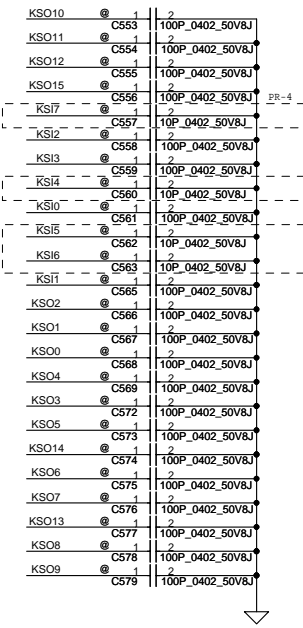 KSO10 @ 1 2
C553 100P_0402_50V8J
KSO11 @ 1 2
C554 100P_0402_50V8J
KSO12 @ 1 2
C555 100P_0402_50V8J
KSO15 @ 1 2
C556 100P_0402_50V8J PR-4
KSI7 @ 1 2
C557 10P_0402_50V8J
KSI2 @ 1 2
C558 100P_0402_50V8J
KSI3 @ 1 2
C559 100P_0402_50V8J
KSI4 @ 1 2
C560 10P_0402_50V8J
KSI0 @ 1 2
C561 100P_0402_50V8J
KSI5 @ 1 2
C562 10P_0402_50V8J
KSI6 @ 1 2
C563 10P_0402_50V8J
KSI1 @ 1 2
C565 100P_0402_50V8J
KSO2 @ 1 2
C566 100P_0402_50V8J
KSO1 @ 1 2
C567 100P_0402_50V8J
KSO0 @ 1 2
C568 100P_0402_50V8J
KSO4 @ 1 2
C569 100P_0402_50V8J
KSO3 @ 1 2
C572 100P_0402_50V8J
KSO5 @ 1 2
C573 100P_0402_50V8J
KSO14 @ 1 2
C574 100P_0402_50V8J
KSO6 @ 1 2
C575 100P_0402_50V8J
KSO7 @ 1 2
C576 100P_0402_50V8J
KSO13 @ 1 2
C577 100P_0402_50V8J
KSO8 @ 1 2
C578 100P_0402_50V8J
KSO9 @ 1 2
C579 100P_0402_50V8J